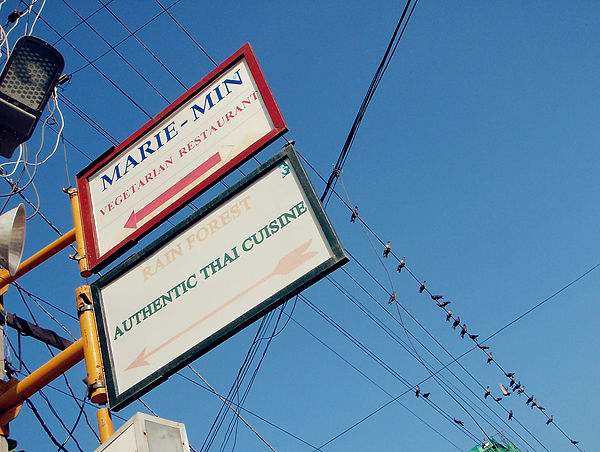 MARIE-MIN
VEGETARIAN RESTAURANT
RAIN FOREST
AUTHENTIC THAI CUISINE